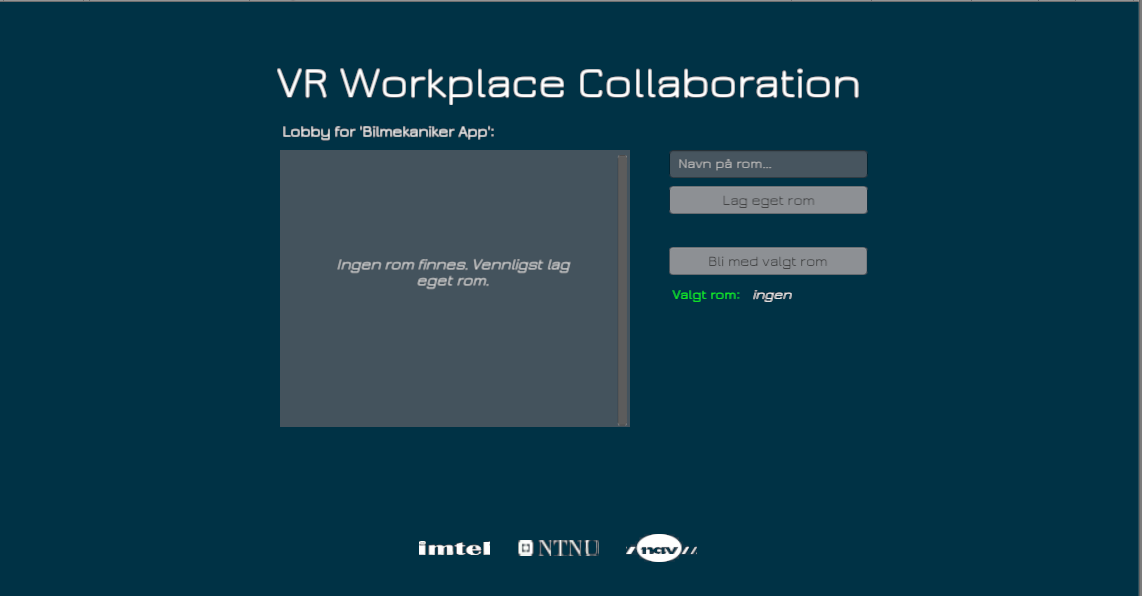 VR Workplace Collaboration
Lobby for 'Bilmekaniker App':
Ingen rom finnes. Vennligst lag
eget rom.
Navn på rom...
Lag eget rom
Bli med valgt rom
Valgt rom: ingen
imtel NTNU nav